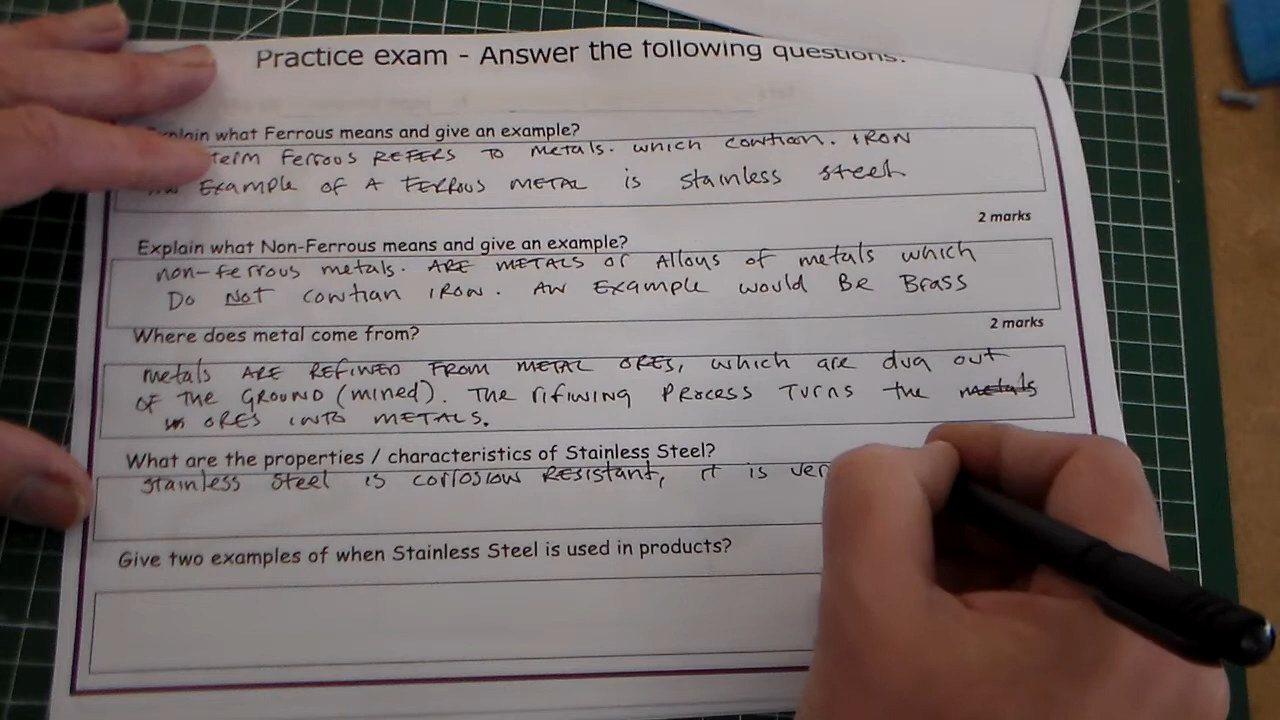 Practice exam - Answer the following questions.
Explain what Ferrous means and give an example?
term Ferrous REFERS TO METALS. which cowtian. IRON
Example of A FERROUS METAL is stainless steel
2 marks
Explain what Non-Ferrous means and give an example?
non-ferrous metals. ARE METALS or Alloys of metals which
Do Not cowtian IRON. AN Example would BE Brass
2 marks
Where does metal come from?
metals ARE REFINED FROM METAL ORES, which are dug out
OF THE GROUND (mined). The rifiwing Process Turns the metals
ORES INTO METALS.
What are the properties / characteristics of Stainless Steel?
stainless steel is corrosiow RESistant, it is ver
Give two examples of when Stainless Steel is used in products?